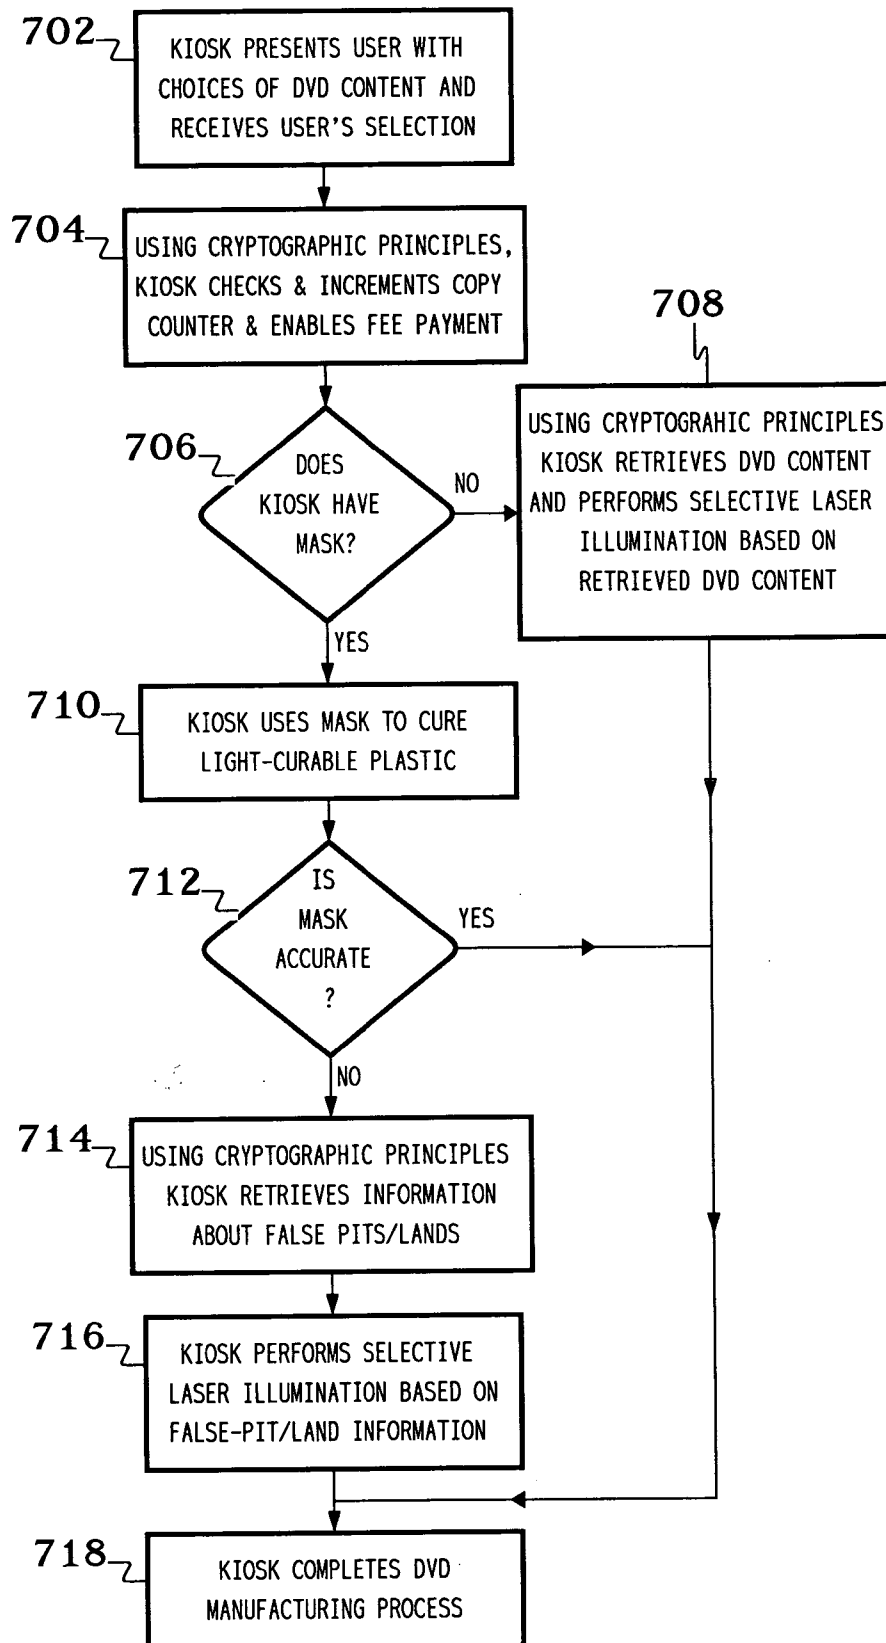 702
KIOSK PRESENTS USER WITH
CHOICES OF DVD CONTENT AND
RECEIVES USER'S SELECTION
704
USING CRYPTOGRAPHIC PRINCIPLES,
KIOSK CHECKS & INCREMENTS COPY
COUNTER & ENABLES FEE PAYMENT
706
DOES
KIOSK HAVE
MASK?
NO
YES
708
USING CRYPTOGRAHIC PRINCIPLES
KIOSK RETRIEVES DVD CONTENT
AND PERFORMS SELECTIVE LASER
ILLUMINATION BASED ON
RETRIEVED DVD CONTENT
710
KIOSK USES MASK TO CURE
LIGHT-CURABLE PLASTIC
712
IS
MASK
ACCURATE
?
YES
NO
714
USING CRYPTOGRAPHIC PRINCIPLES
KIOSK RETRIEVES INFORMATION
ABOUT FALSE PITS/LANDS
716
KIOSK PERFORMS SELECTIVE
LASER ILLUMINATION BASED ON
FALSE-PIT/LAND INFORMATION
718
KIOSK COMPLETES DVD
MANUFACTURING PROCESS